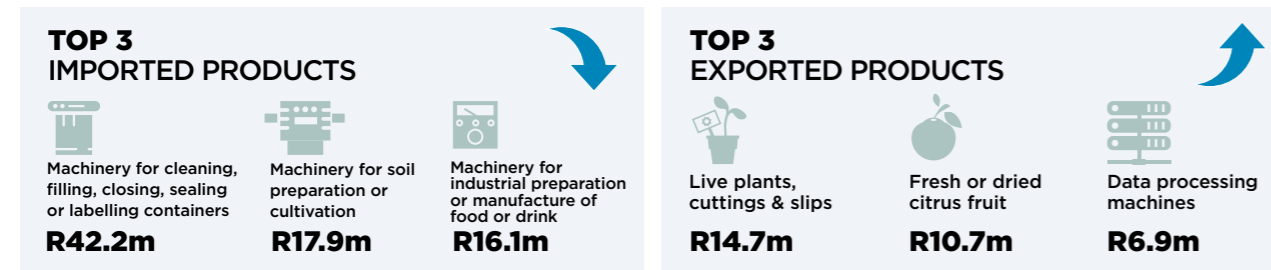 TOP 3
IMPORTED PRODUCTS
Machinery for cleaning,
filling, closing, sealing
or labelling containers
R42.2m
Machinery for soil
preparation or
cultivation
R17.9m
Machinery for
industrial preparation
or manufacture of
food or drink
R16.1m
TOP 3
EXPORTED PRODUCTS
Live plants,
cuttings & slips
R14.7m
Fresh or dried
citrus fruit
R10.7m
Data processing
machines
R6.9m